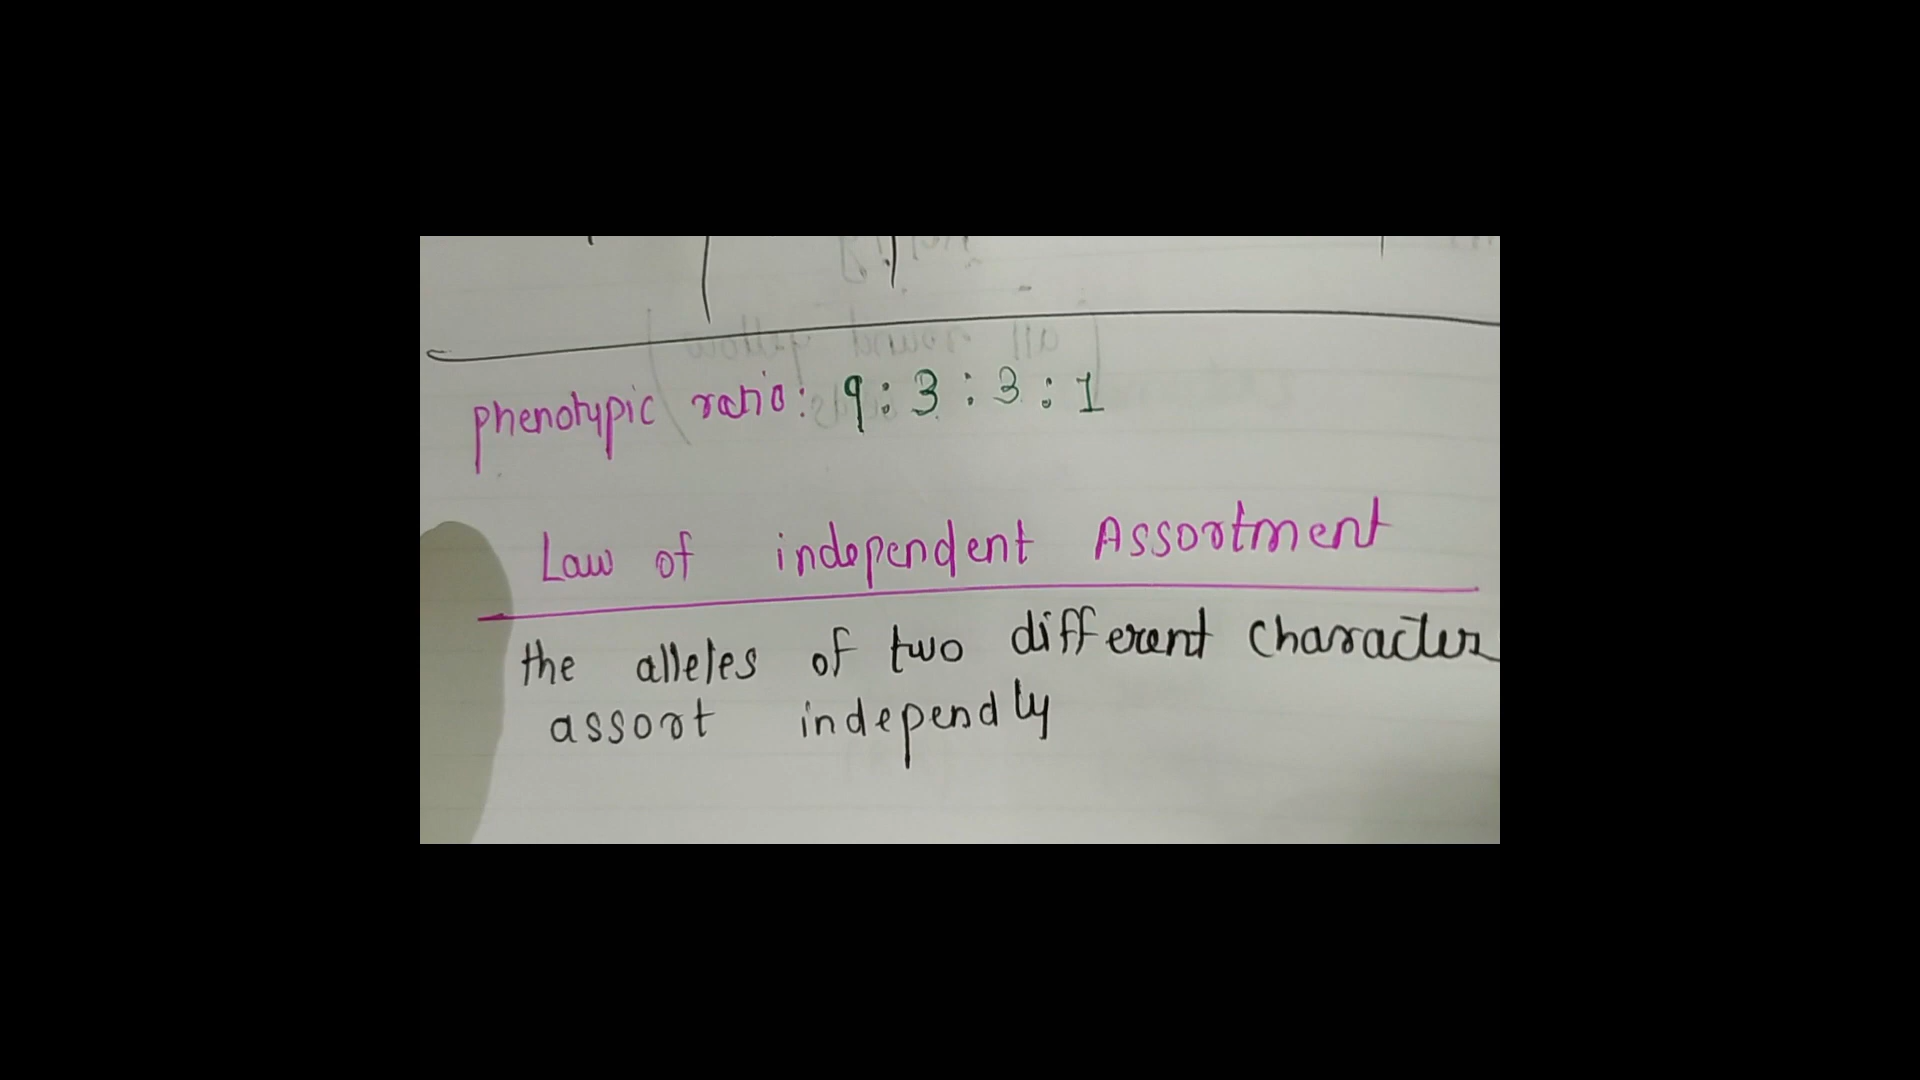 phenotypic ratio: 9 : 3 : 3 : 1
Law of independent Assortment
the alleles of two different character
assort independly